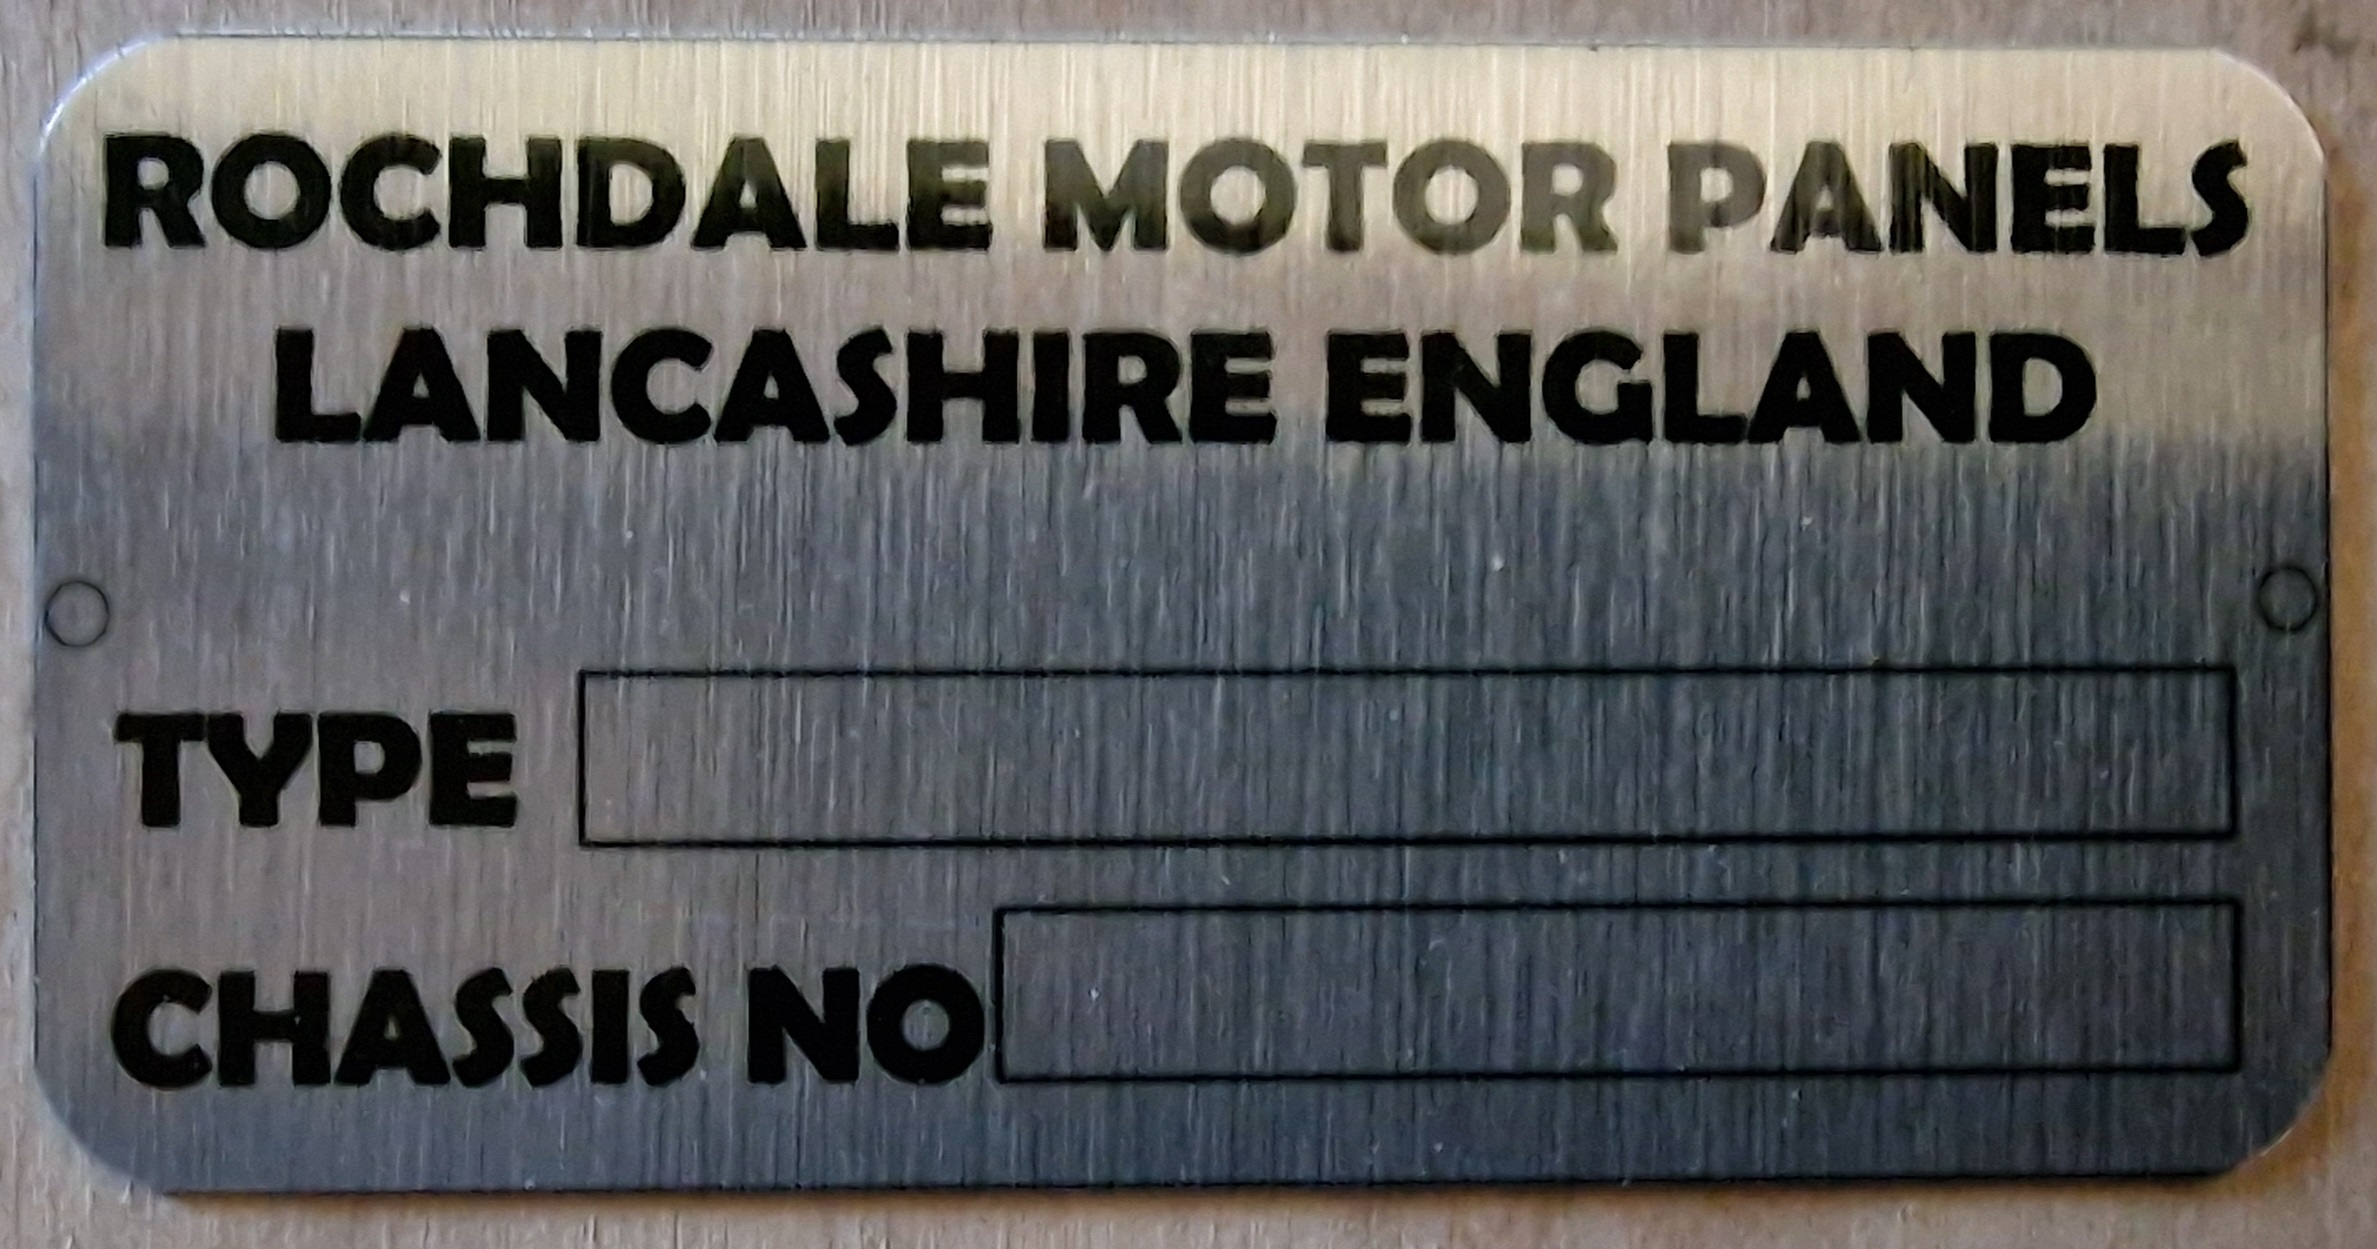 ROCHDALE MOTOR PANELS
LANCASHIRE ENGLAND
TYPE
CHASSIS NO